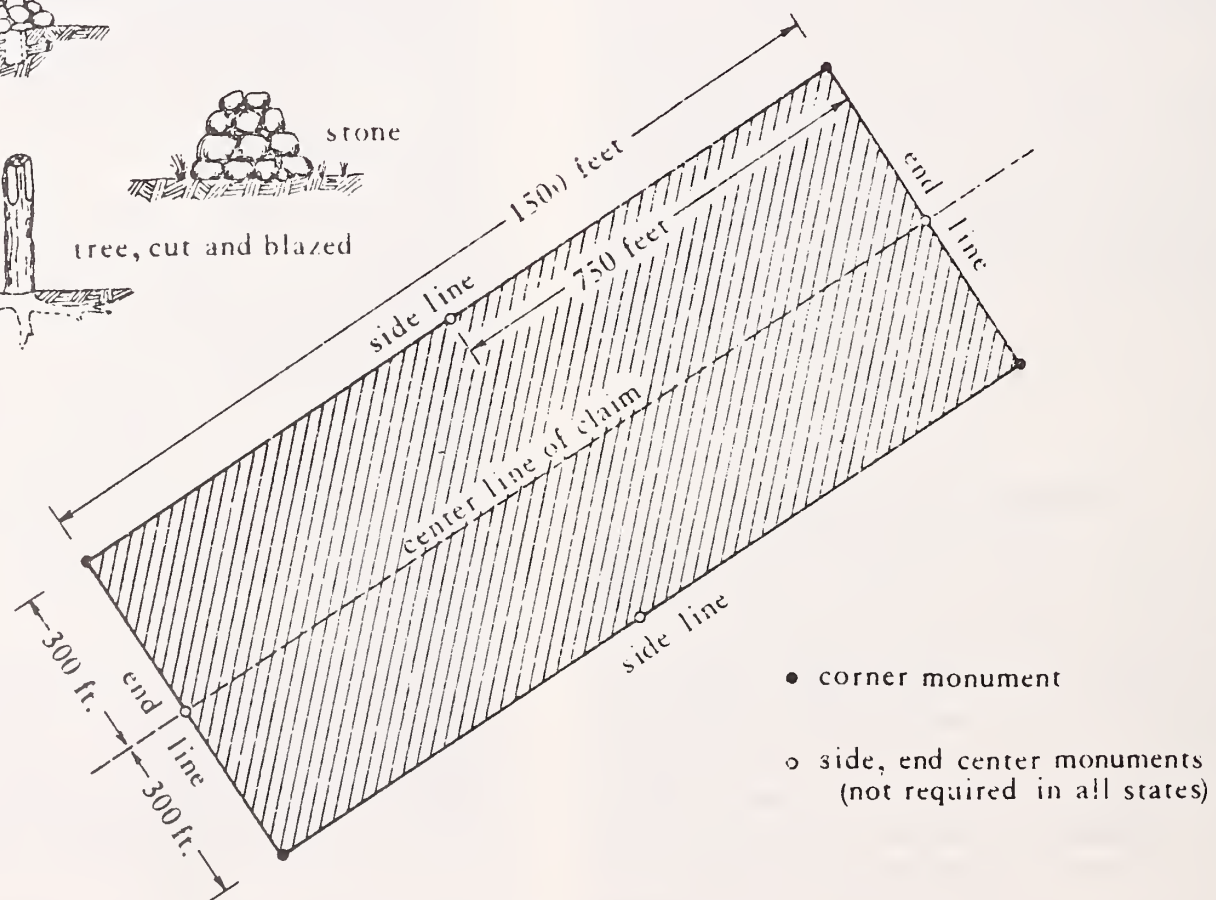 stone
tree, cut and blazed
1500 feet
750 feet
side line
end line
center line of claim
side line
300 ft.
end line
300 ft.
corner monument
side, end center monuments
(not required in all states)